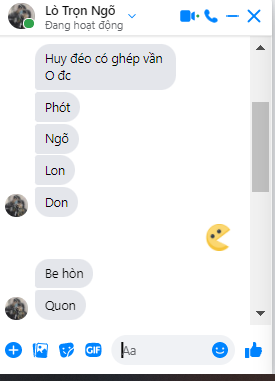 Lò Trọn Ngõ
Đang hoạt động
Huy đéo có ghép vần
O đc
Phót
Ngõ
Lon
Don
Be hòn
Quon
GIF
Aa